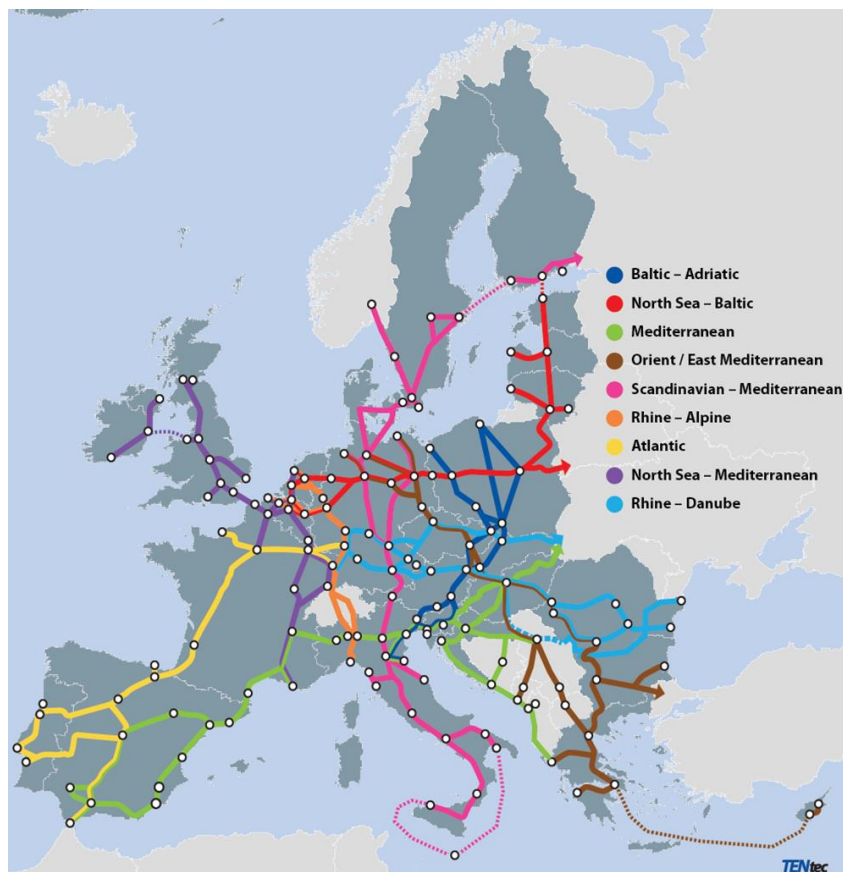 Baltic – Adriatic
North Sea – Baltic
Mediterranean
Orient / East Mediterranean
Scandinavian – Mediterranean
Rhine – Alpine
Atlantic
North Sea – Mediterranean
Rhine – Danube
TENtec